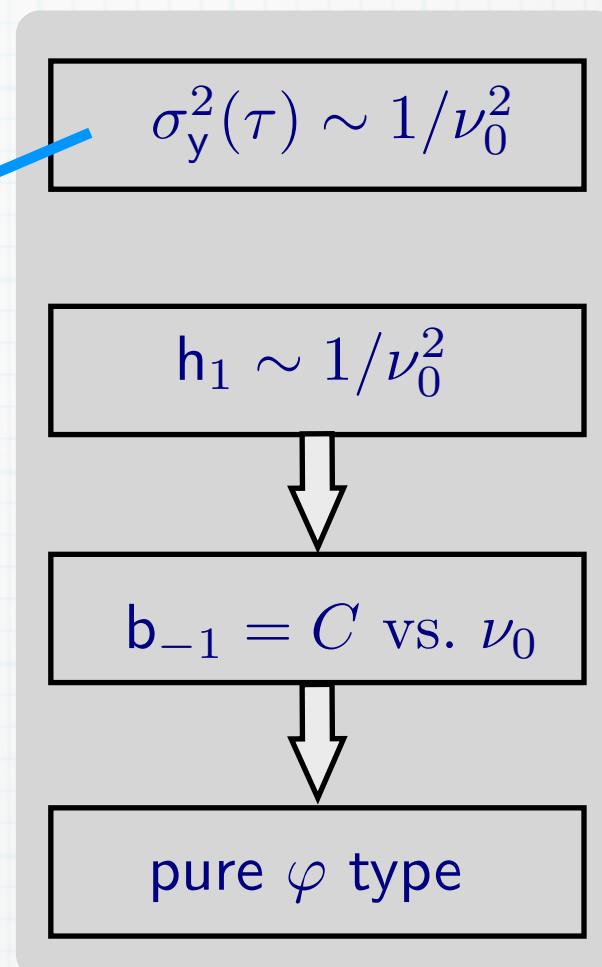 σ_y^2(τ) ∼ 1/ν_0^2
h_1 ∼ 1/ν_0^2
b_{−1} = C vs. ν_0
pure φ type